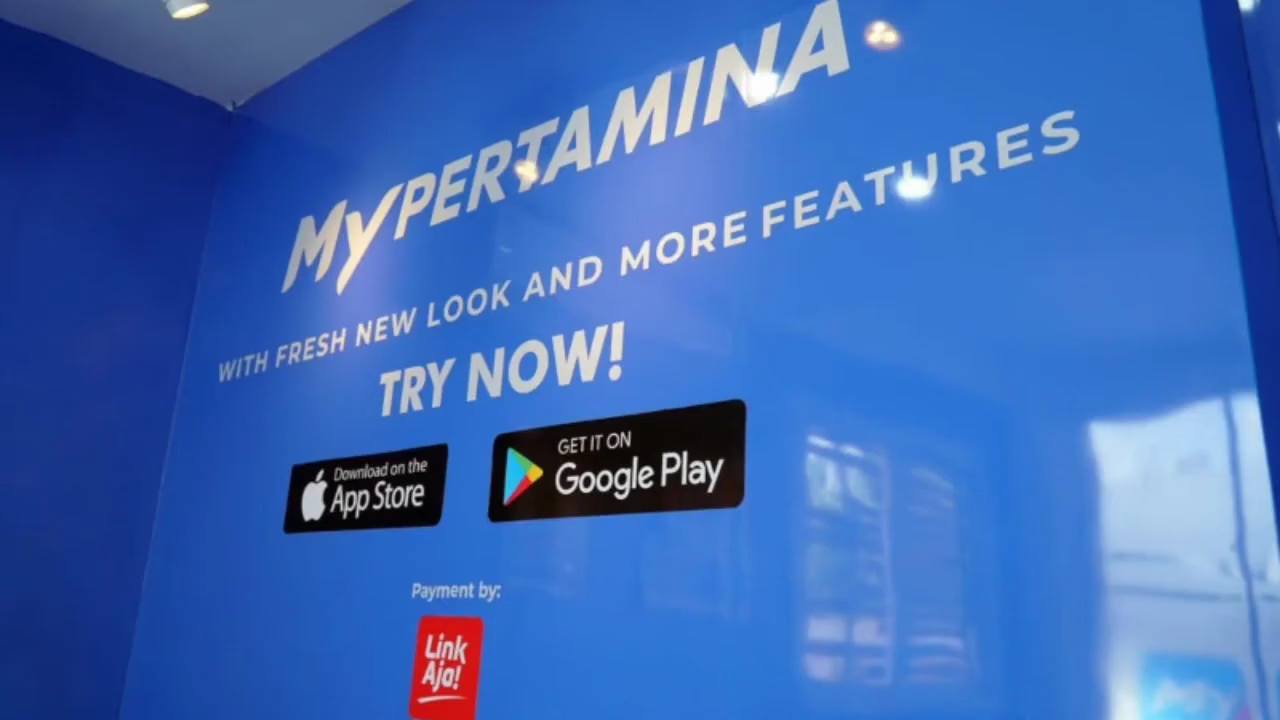 MyPERTAMINA
WITH FRESH NEW LOOK AND MORE FEATURES
TRY NOW!
Download on the
App Store
GET IT ON
Google Play
Payment by:
Link
Aja!